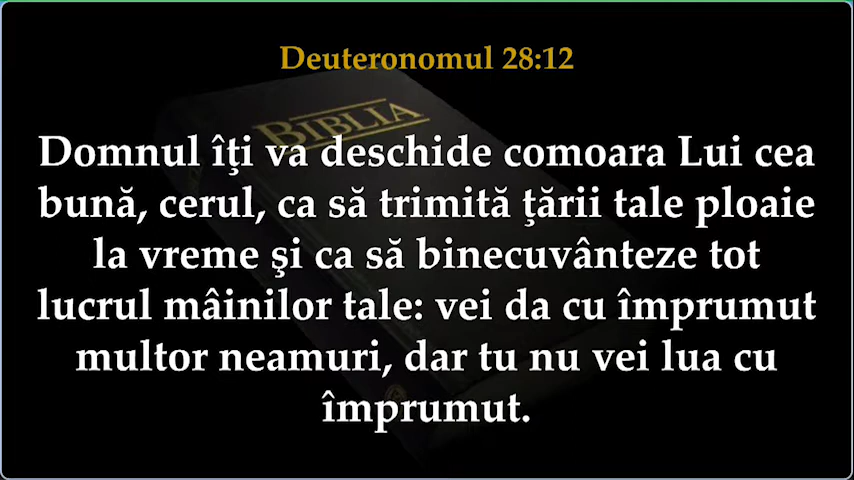 Deuteronomul 28:12
BIBLIA
Domnul îţi va deschide comoara Lui cea
bună, cerul, ca să trimită ţării tale ploaie
la vreme şi ca să binecuvânteze tot
lucrul mâinilor tale: vei da cu împrumut
multor neamuri, dar tu nu vei lua cu
împrumut.